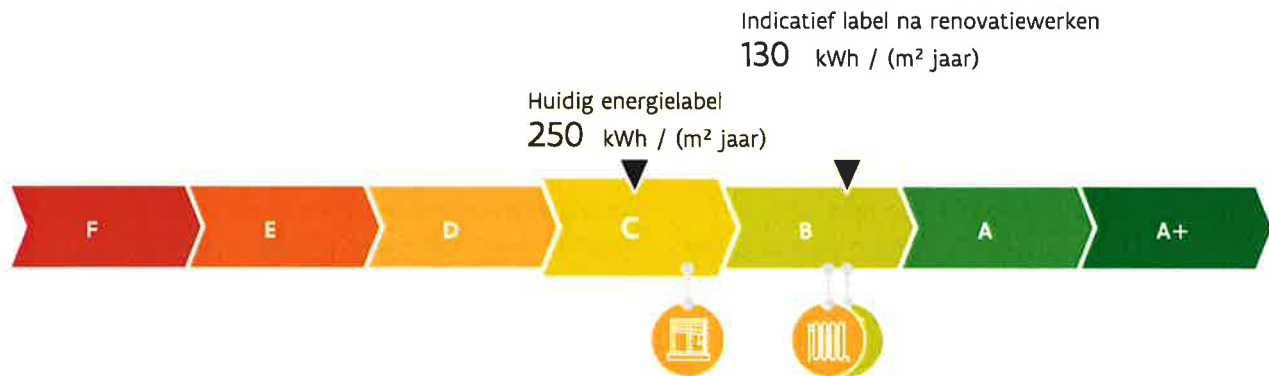 Indicatief label na renovatiewerken
130 kWh / (m² jaar)
Huidig energielabel
250 kWh / (m² jaar)
F E D C B A A+